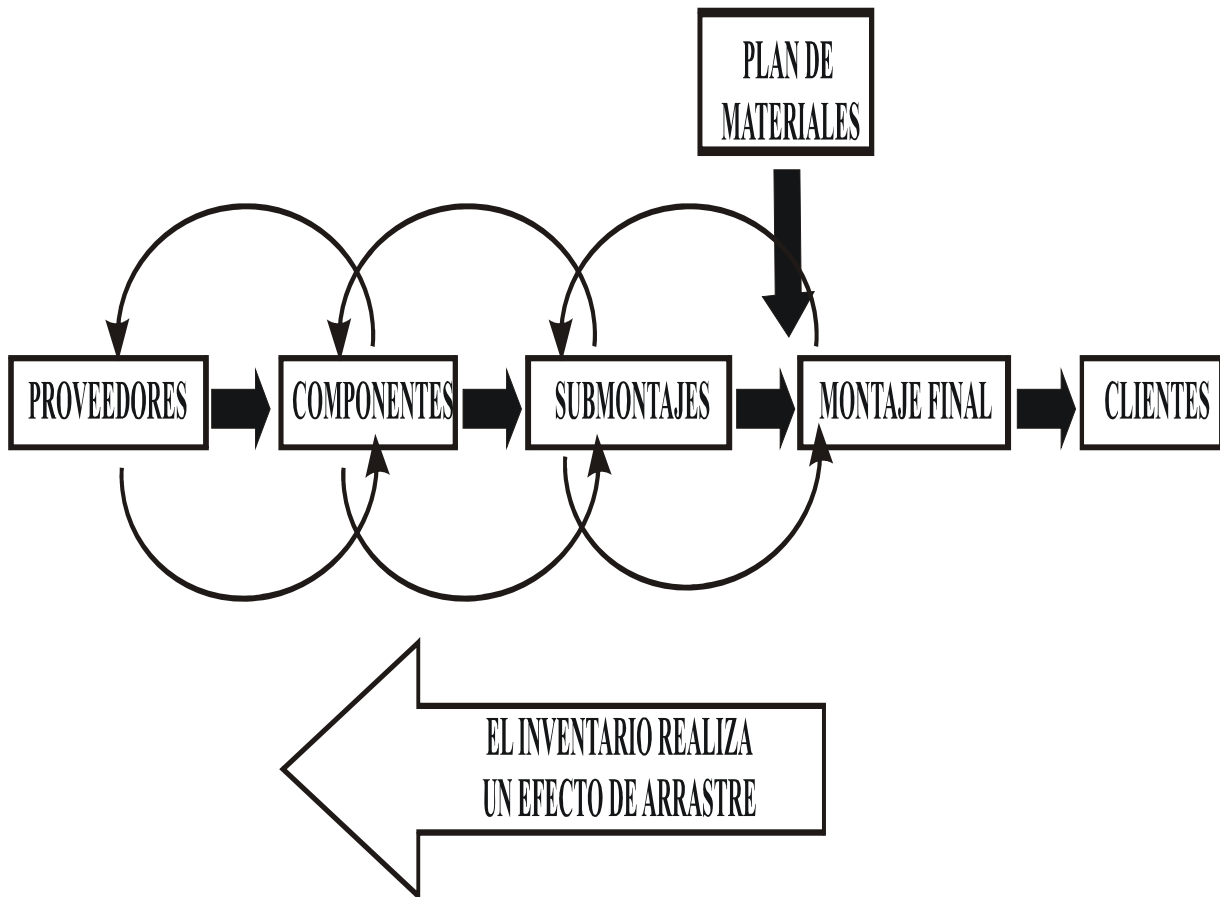 PLAN DE
MATERIALES
PROVEEDORES
COMPONENTES
SUBMONTAJES
MONTAJE FINAL
CLIENTES
EL INVENTARIO REALIZA
UN EFECTO DE ARRASTRE